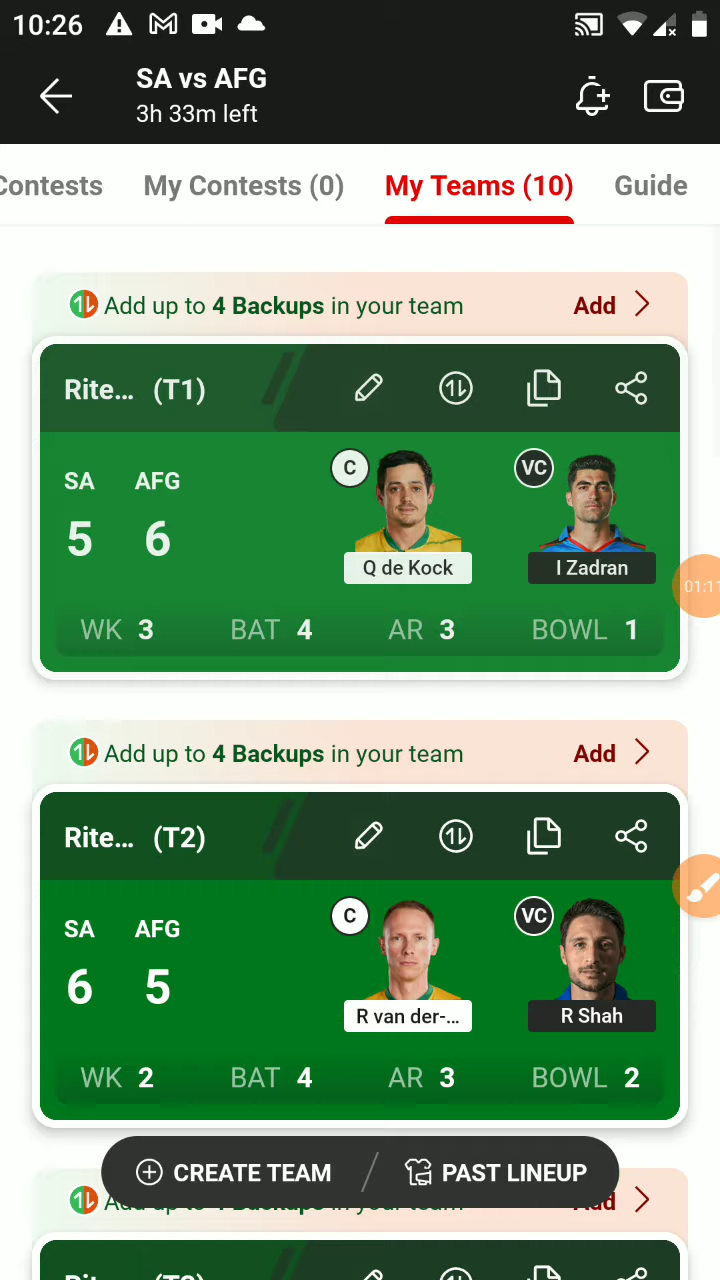 10:26
SA vs AFG
3h 33m left
Contests My Contests (0) My Teams (10) Guide
Add up to 4 Backups in your team Add
Rite... (T1)
C VC
SA AFG
5 6
Q de Kock I Zadran
01:11
WK 3 BAT 4 AR 3 BOWL 1
Add up to 4 Backups in your team Add
Rite... (T2)
C VC
SA AFG
6 5
R van der-... R Shah
WK 2 BAT 4 AR 3 BOWL 2
CREATE TEAM / PAST LINEUP
Add up to 4 Backups in your team Add